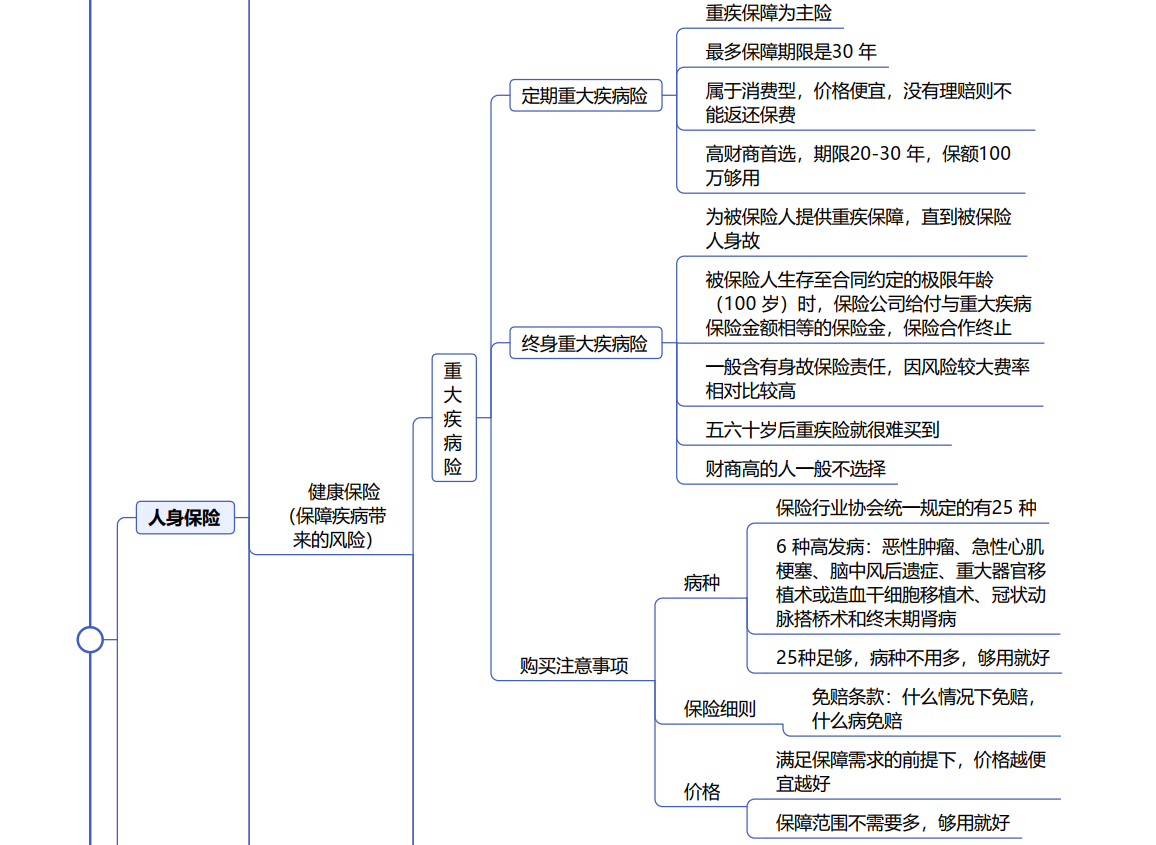 重疾保障为主险
最多保障期限是30 年
定期重大疾病险
属于消费型，价格便宜，没有理赔则不
能返还保费
高财商首选，期限20-30 年，保额100
万够用
为被保险人提供重疾保障，直到被保险
人身故
被保险人生存至合同约定的极限年龄
（100 岁）时，保险公司给付与重大疾病
保险金额相等的保险金，保险合作终止
终身重大疾病险
一般含有身故保险责任，因风险较大费率
相对比较高
五六十岁后重疾险就很难买到
财商高的人一般不选择
重
大
疾
病
险
人身保险
健康保险
（保障疾病带
来的风险）
购买注意事项
病种
保险行业协会统一规定的有25 种
6 种高发病：恶性肿瘤、急性心肌
梗塞、脑中风后遗症、重大器官移
植术或造血干细胞移植术、冠状动
脉搭桥术和终末期肾病
25种足够，病种不用多，够用就好
保险细则
免赔条款：什么情况下免赔，
什么病免赔
价格
满足保障需求的前提下，价格越便
宜越好
保障范围不需要多，够用就好